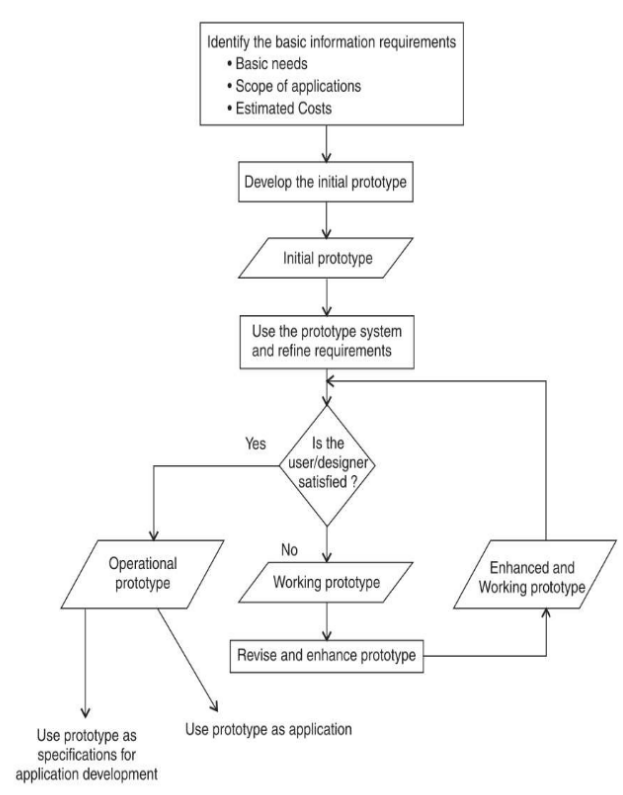 Identify the basic information requirements
• Basic needs
• Scope of applications
• Estimated Costs
Develop the initial prototype
Initial prototype
Use the prototype system
and refine requirements
Yes
Is the
user/designer
satisfied ?
No
Operational
prototype
Working prototype
Enhanced and
Working prototype
Revise and enhance prototype
Use prototype as
specifications for
application development
Use prototype as application